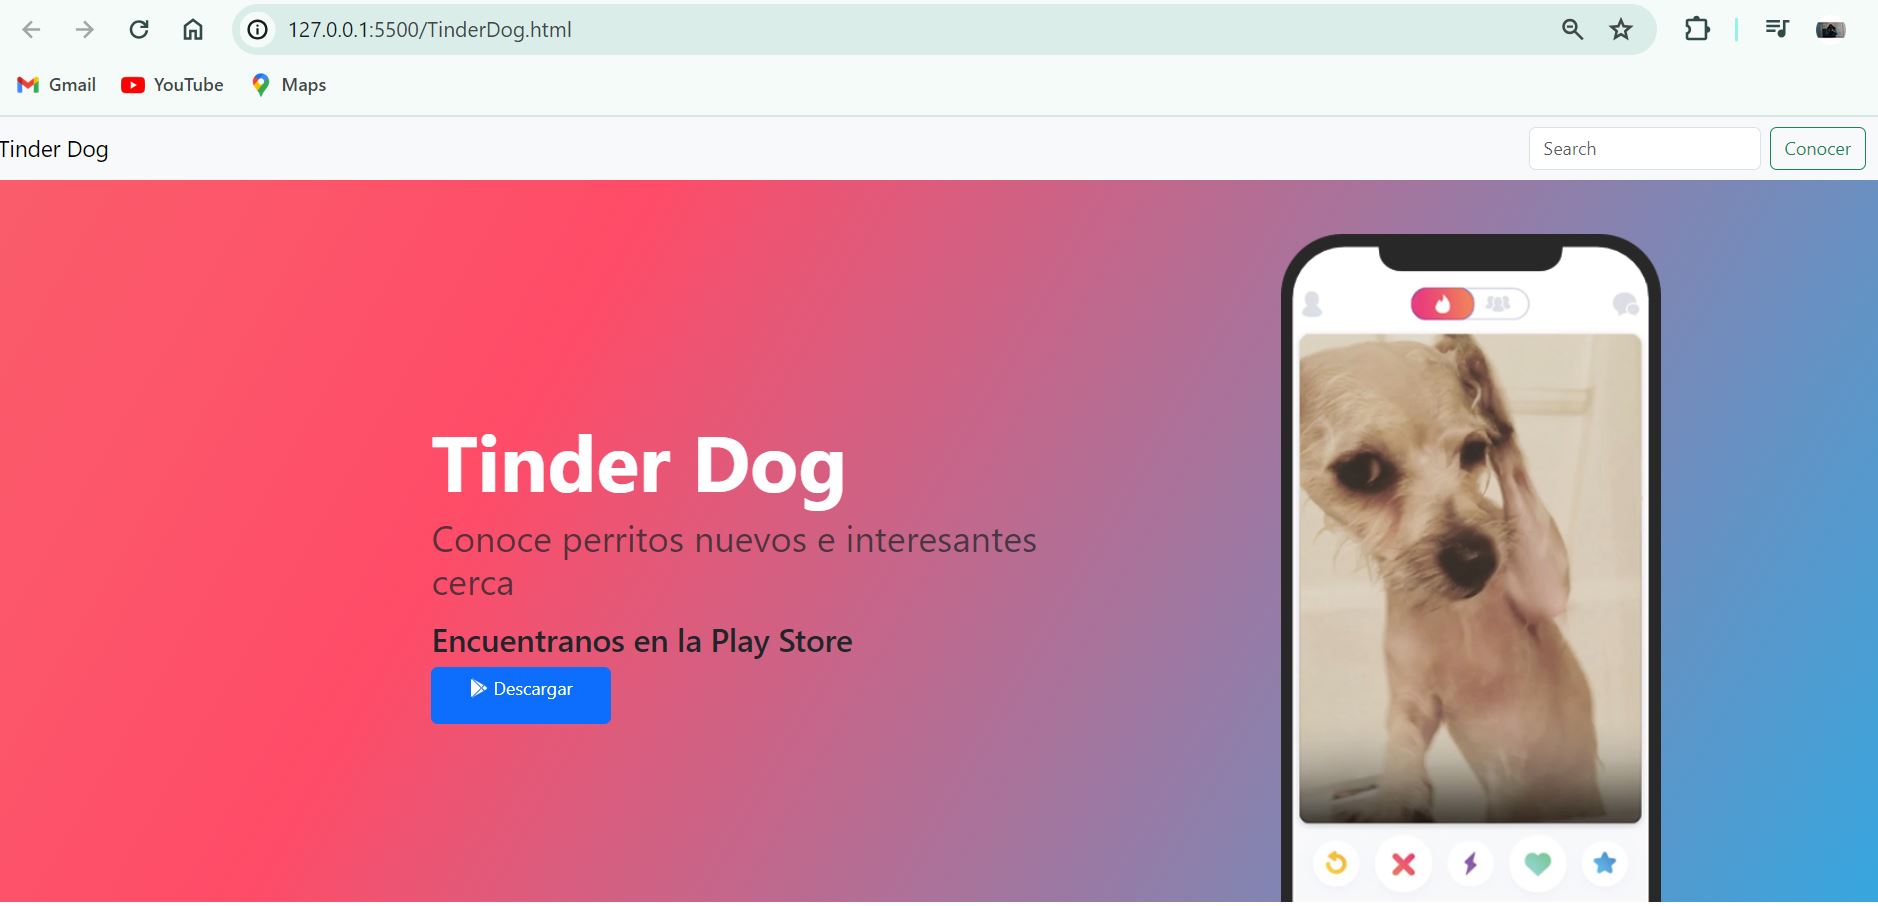 127.0.0.1:5500/TinderDog.html
Gmail YouTube Maps
Tinder Dog Search Conocer
Tinder Dog
Conoce perritos nuevos e interesantes
cerca
Encuentranos en la Play Store
Descargar